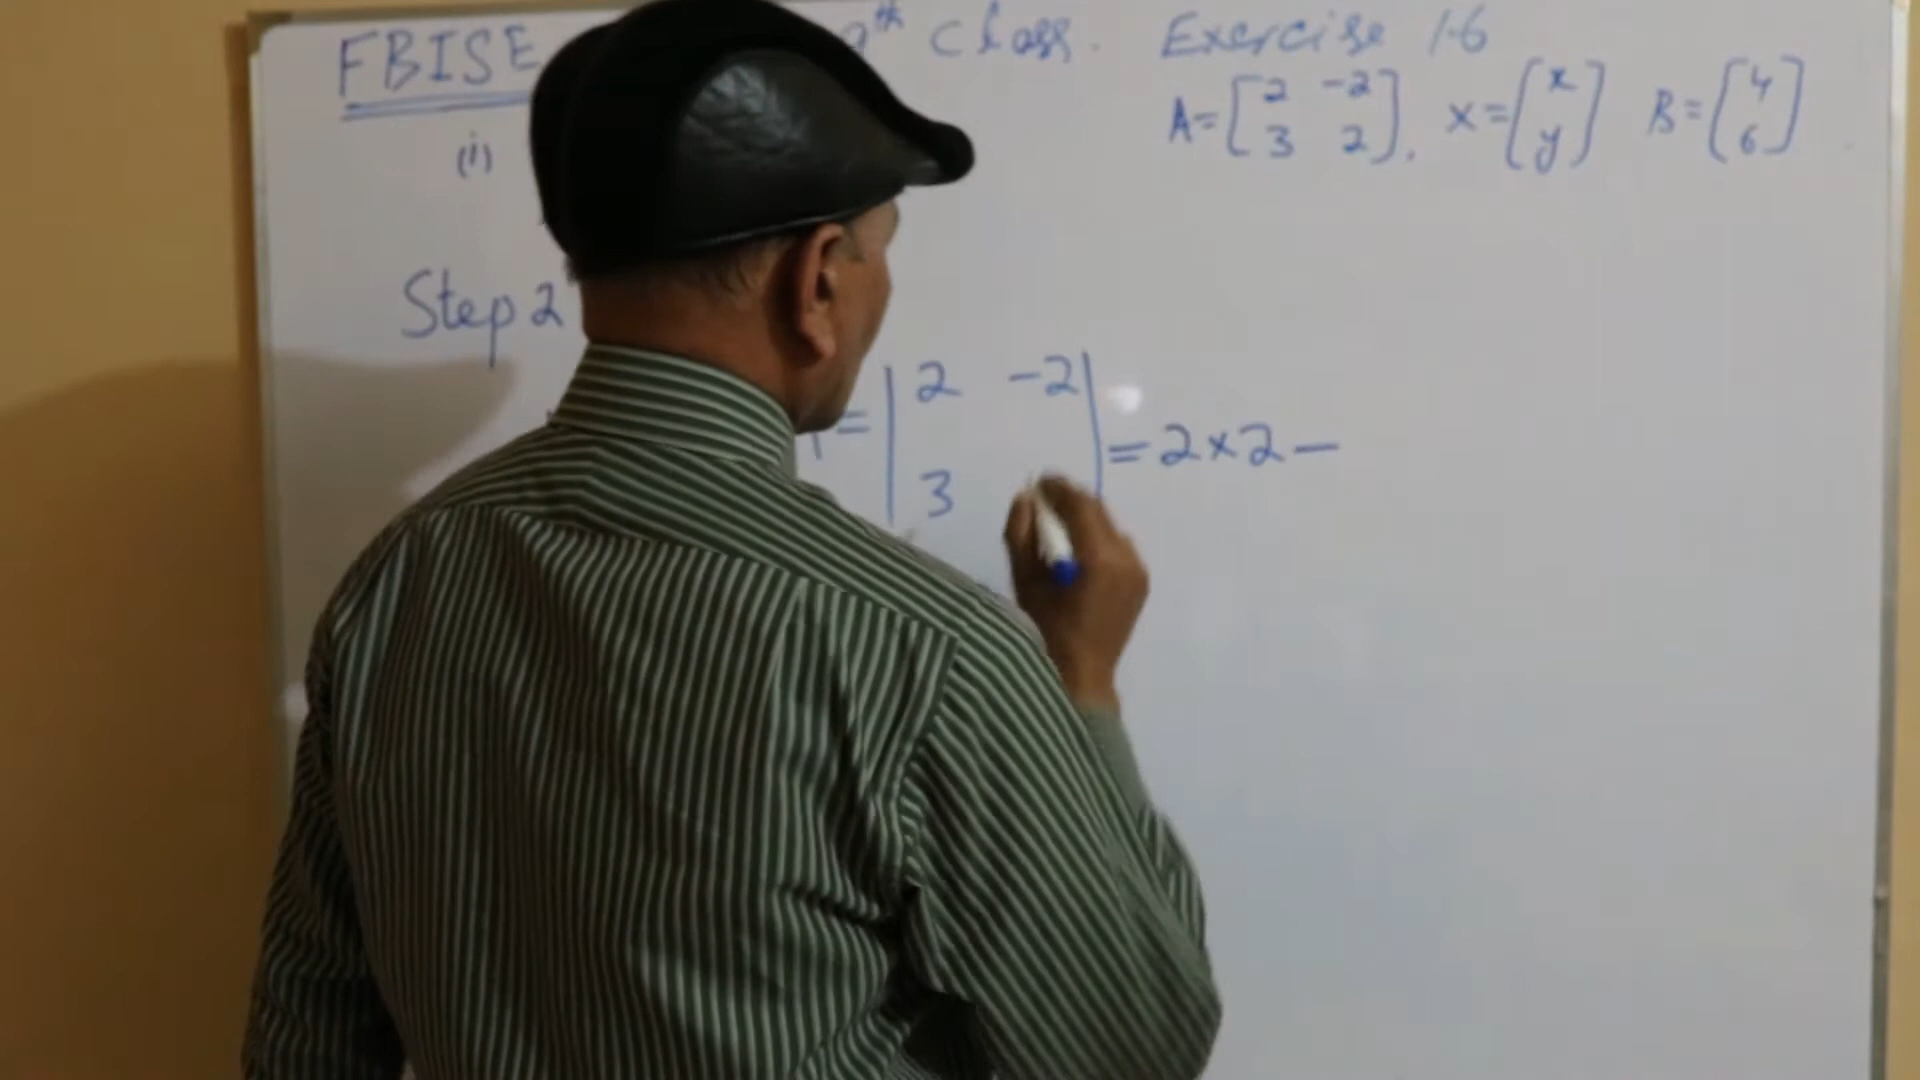 FBISE 9th Class. Exercise 1.6
(i) A=[2 -2
3 2], x=[x
y] B=[4
6]
Step 2
=|2 -2
3 | =2×2-